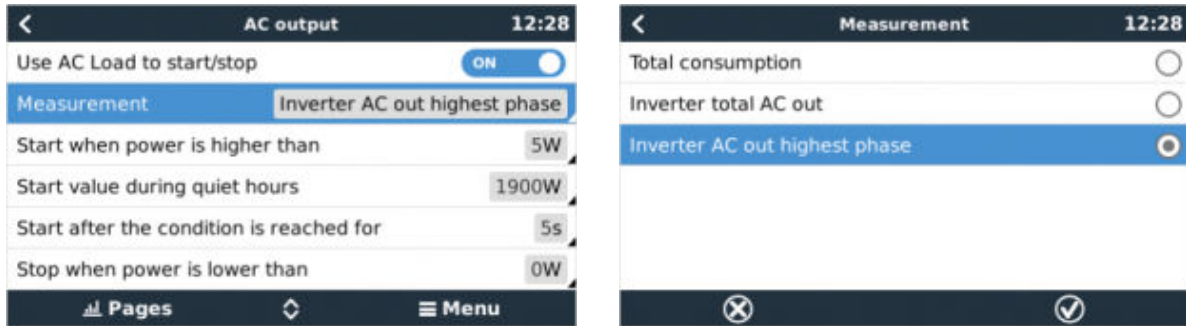 AC output 12:28
Use AC Load to start/stop ON
Measurement Inverter AC out highest phase
Start when power is higher than 5W
Start value during quiet hours 1900W
Start after the condition is reached for 5s
Stop when power is lower than 0W
Pages Menu
Measurement 12:28
Total consumption
Inverter total AC out
Inverter AC out highest phase